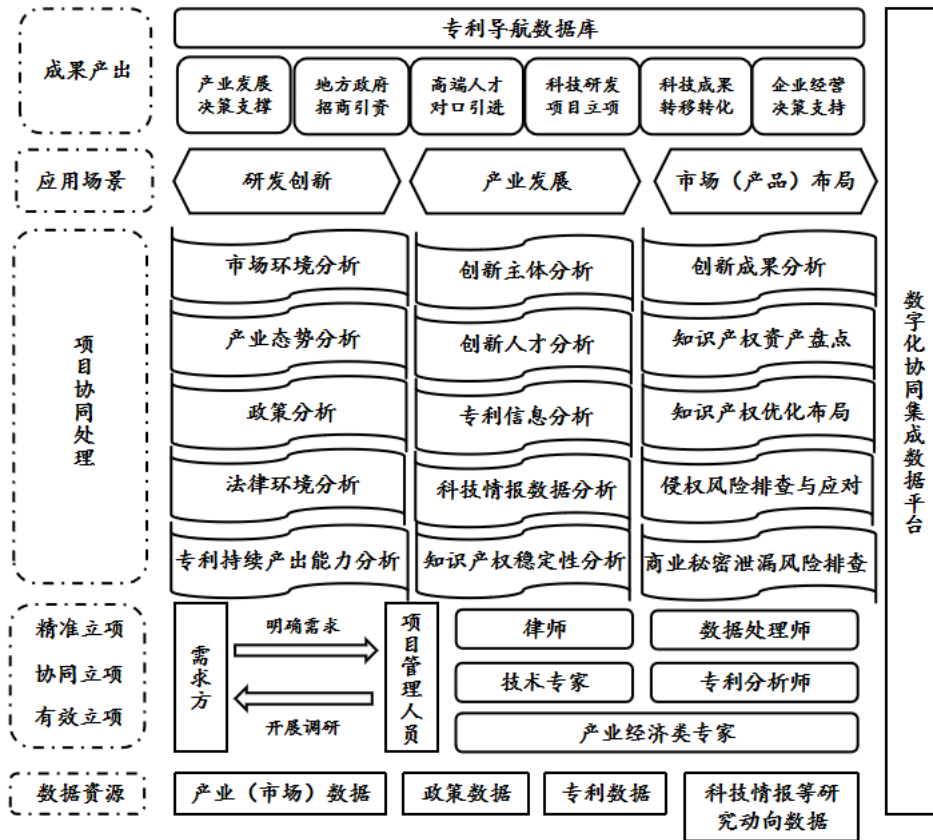 专利导航数据库
成果产出
产业发展
决策支撑
地方政府
招商引资
高端人才
对口引进
科技研发
项目立项
科技成果
转移转化
企业经营
决策支持
应用场景
研发创新
产业发展
市场（产品）布局
项目协同处理
市场环境分析
创新主体分析
创新成果分析
产业态势分析
创新人才分析
知识产权资产盘点
政策分析
专利信息分析
知识产权优化布局
法律环境分析
科技情报数据分析
侵权风险排查与应对
专利持续产出能力分析
知识产权稳定性分析
商业秘密泄漏风险排查
精准立项
协同立项
有效立项
需求方
明确需求
开展调研
项目管理人员
律师
数据处理师
技术专家
专利分析师
产业经济类专家
数据资源
产业（市场）数据
政策数据
专利数据
科技情报等研
究动向数据
数字化协同集成数据平台